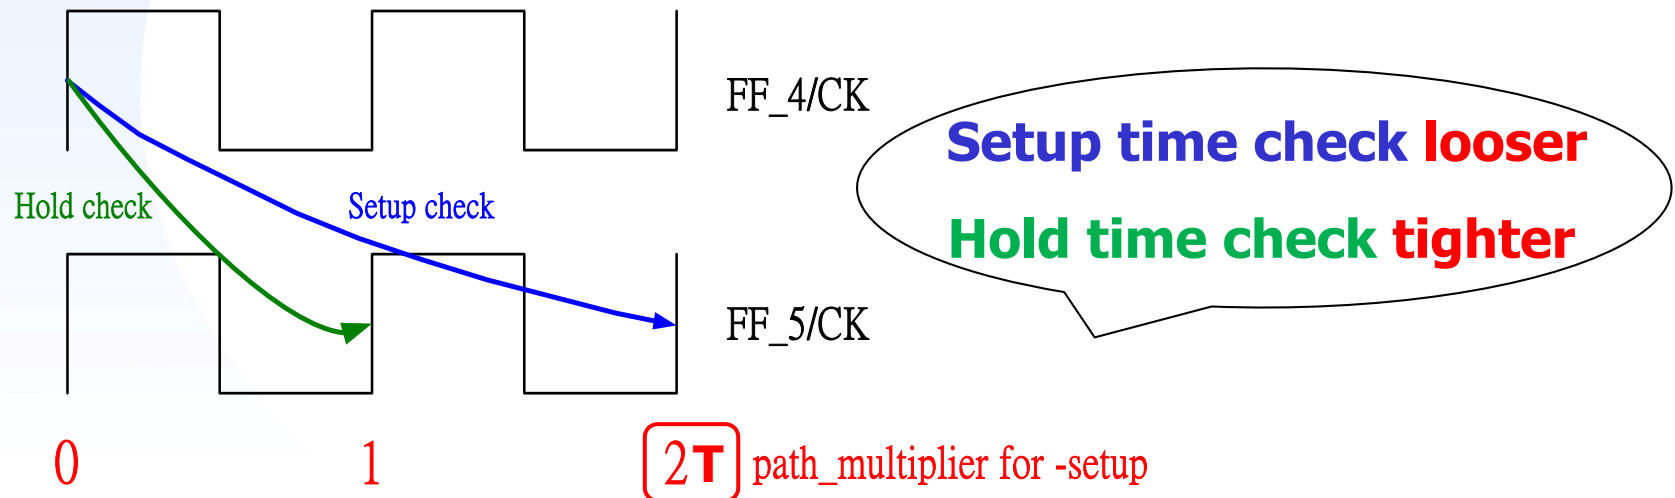 FF_4/CK
Setup time check looser
Hold time check tighter
Hold check
Setup check
FF_5/CK
0
1
2T path_multiplier for -setup